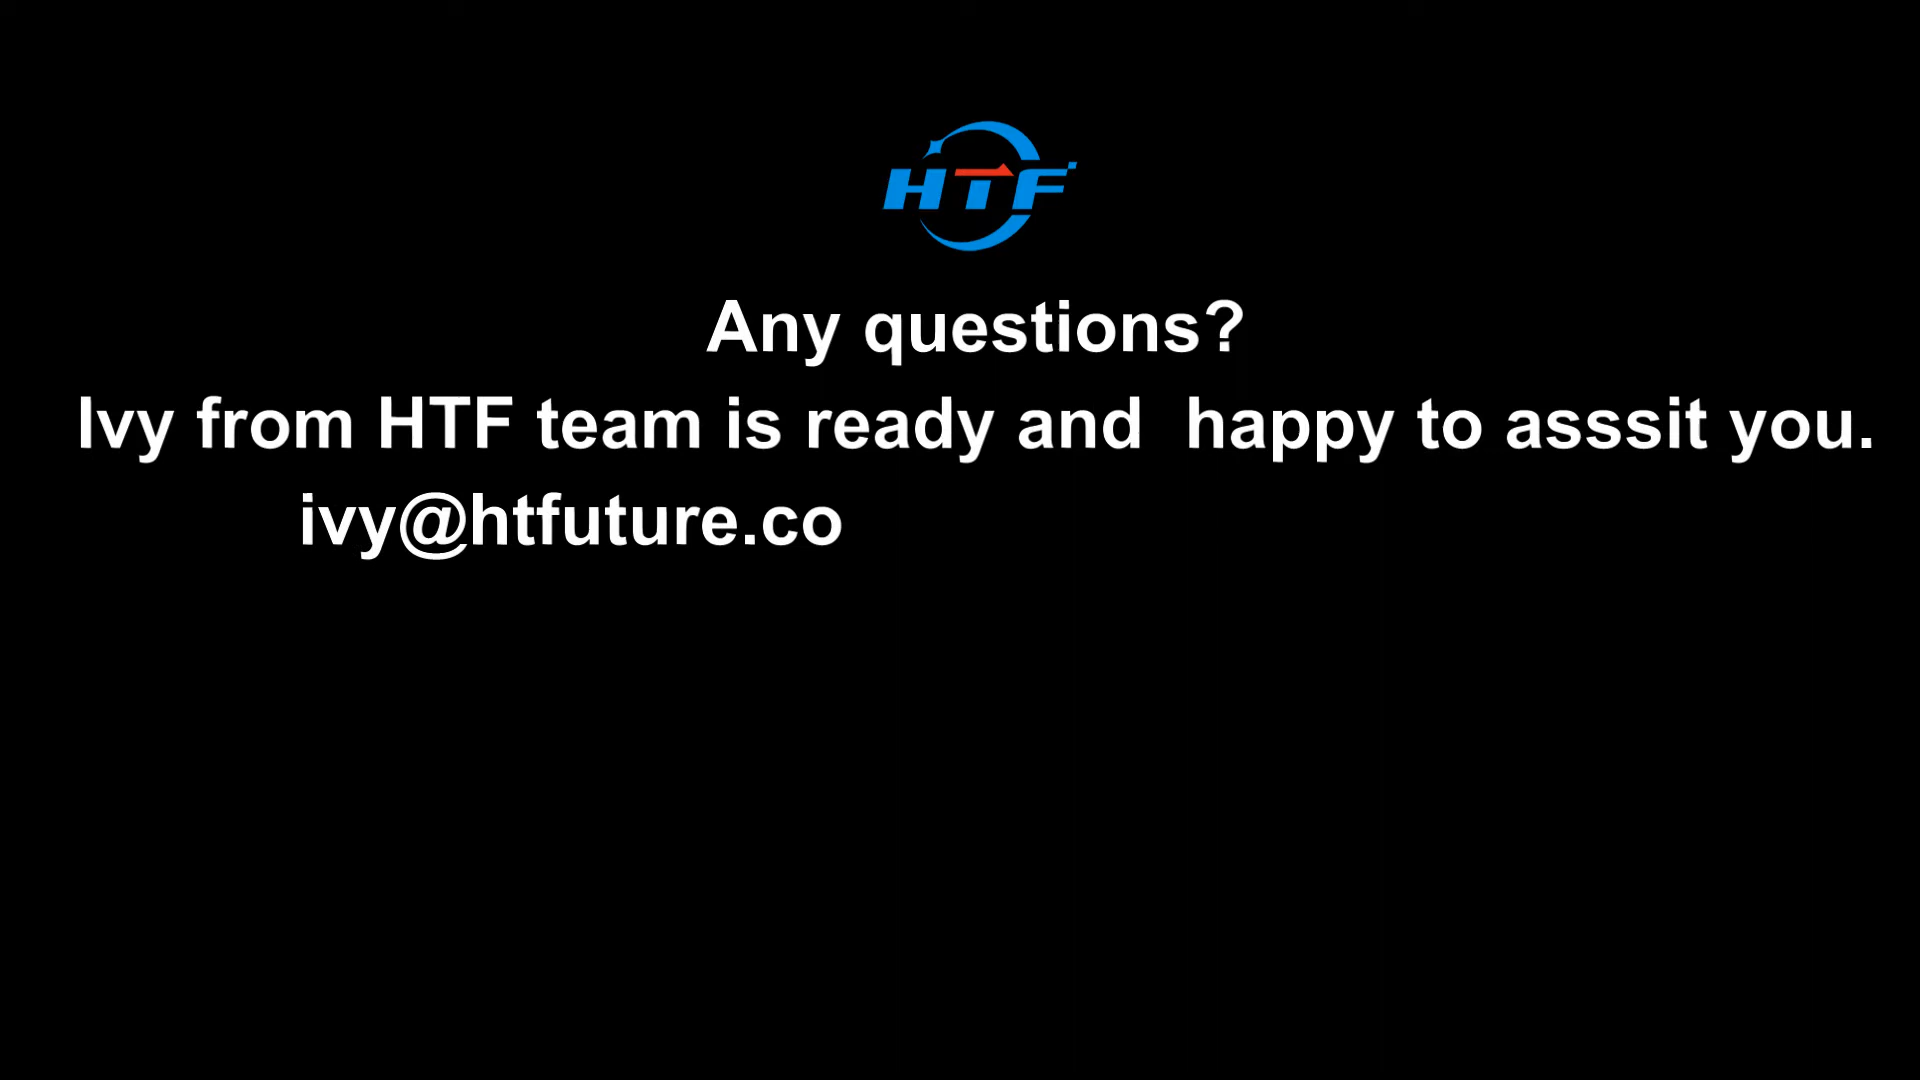 HTF
Any questions?
Ivy from HTF team is ready and  happy to asssit you.
ivy@htfuture.co